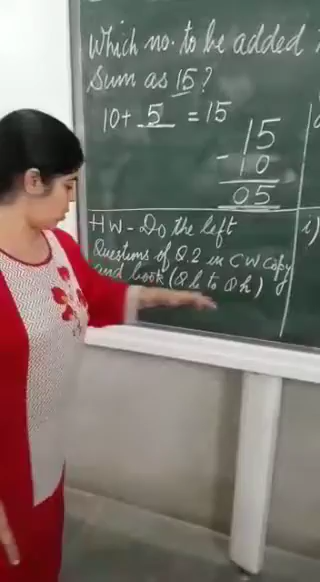 Which no. to be added
Sum as 15?
10+ 5 = 15
15
- 10
05
HW - Do the left
Questions of Q.2 in CW copy
and book (Q b to Q h)
i)